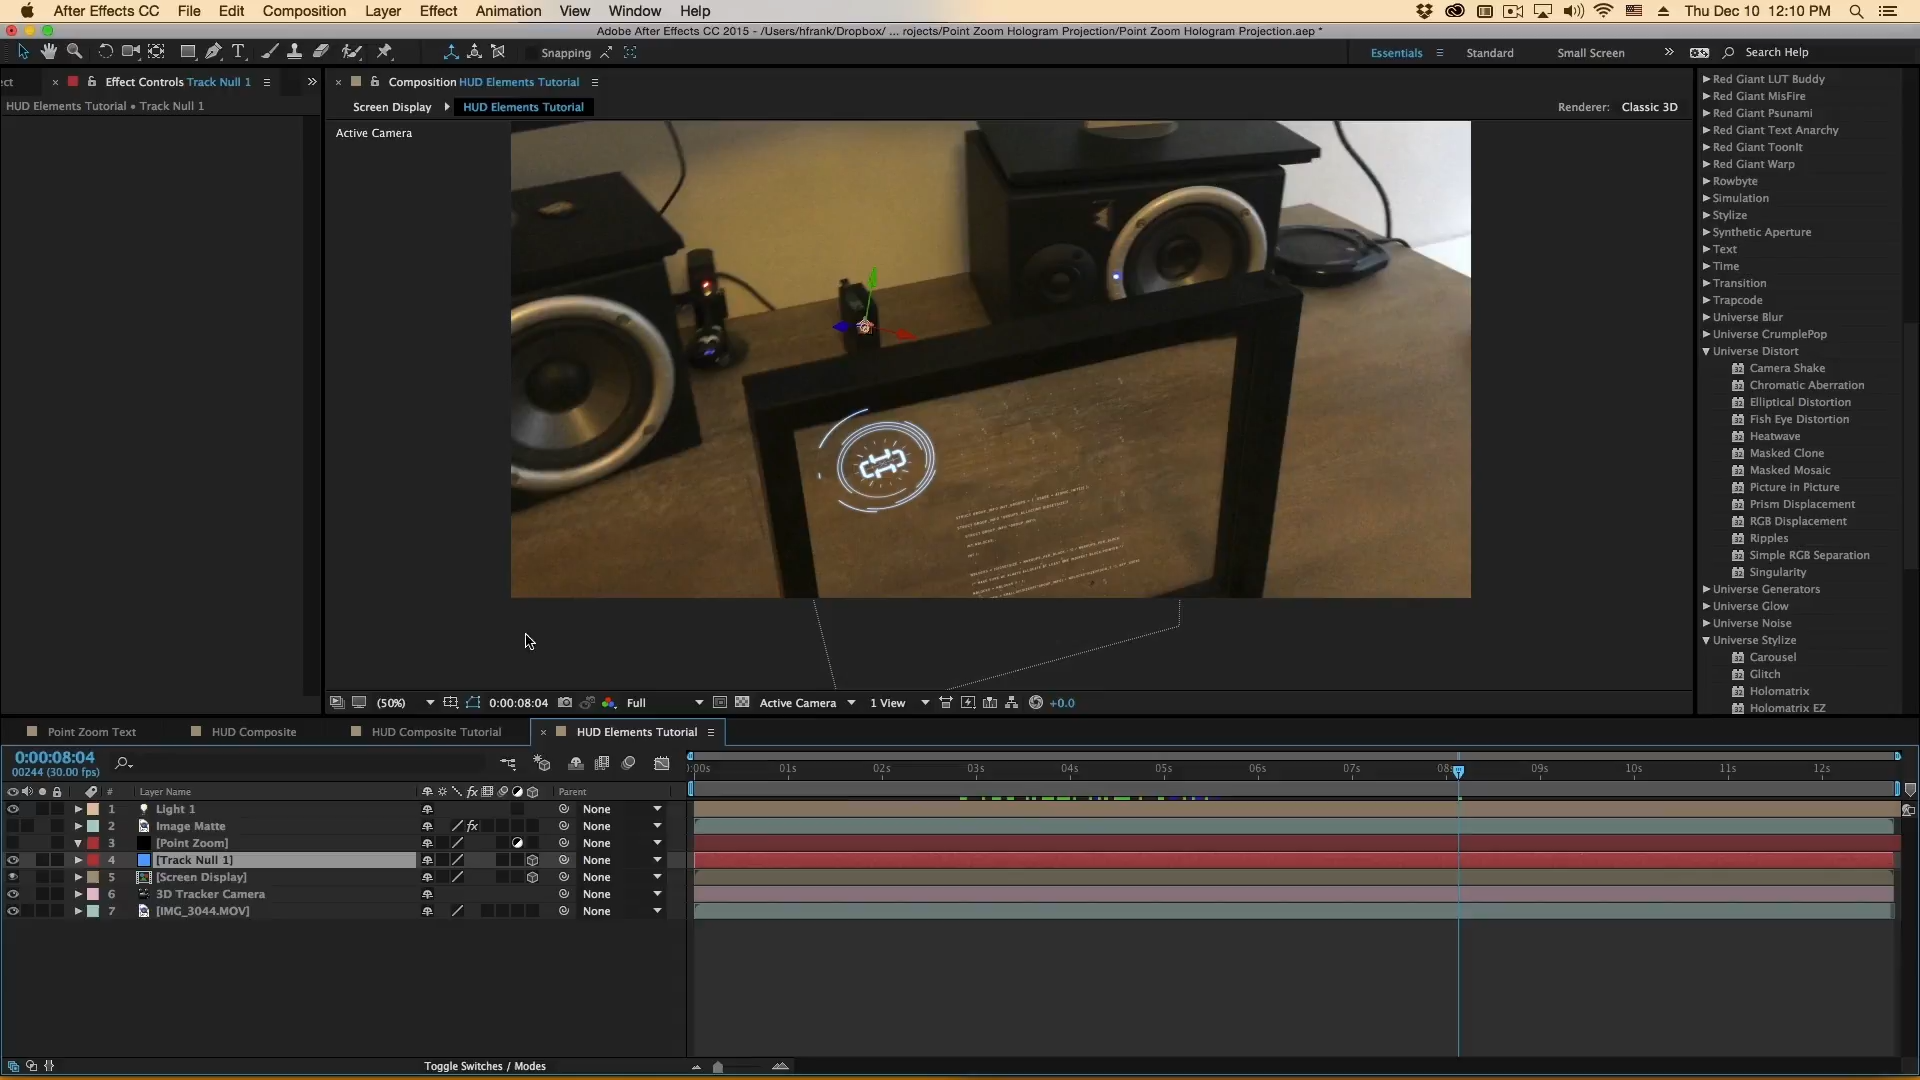 After Effects CC File Edit Composition Layer Effect Animation View Window Help Thu Dec 10 12:10 PM
Adobe After Effects CC 2015 - /Users/hfrank/Dropbox/ ... rojects/Point Zoom Hologram Projection/Point Zoom Hologram Projection.aep *
Snapping Essentials Standard Small Screen » Search Help
ect × Effect Controls Track Null 1 » × Composition HUD Elements Tutorial
HUD Elements Tutorial • Track Null 1
Screen Display HUD Elements Tutorial Renderer: Classic 3D
Active Camera
Red Giant LUT Buddy
Red Giant MisFire
Red Giant Psunami
Red Giant Text Anarchy
Red Giant ToonIt
Red Giant Warp
Rowbyte
Simulation
Stylize
Synthetic Aperture
Text
Time
Transition
Trapcode
Universe Blur
Universe CrumplePop
Universe Distort
Camera Shake
Chromatic Aberration
Elliptical Distortion
Fish Eye Distortion
Heatwave
Masked Clone
Masked Mosaic
Picture in Picture
Prism Displacement
RGB Displacement
Ripples
Simple RGB Separation
Singularity
Universe Generators
Universe Glow
Universe Noise
Universe Stylize
Carousel
Glitch
Holomatrix
Holomatrix EZ
(50%) 0:00:08:04 Full Active Camera 1 View +0.0
Point Zoom Text HUD Composite HUD Composite Tutorial × HUD Elements Tutorial
0:00:08:04
00244 (30.00 fps)
:00s 01s 02s 03s 04s 05s 06s 07s 08s 09s 10s 11s 12s
# Layer Name fx Parent
1 Light 1 None
2 Image Matte fx None
3 [Point Zoom] None
4 [Track Null 1] None
5 [Screen Display] None
6 3D Tracker Camera None
7 [IMG_3044.MOV] None
Toggle Switches / Modes